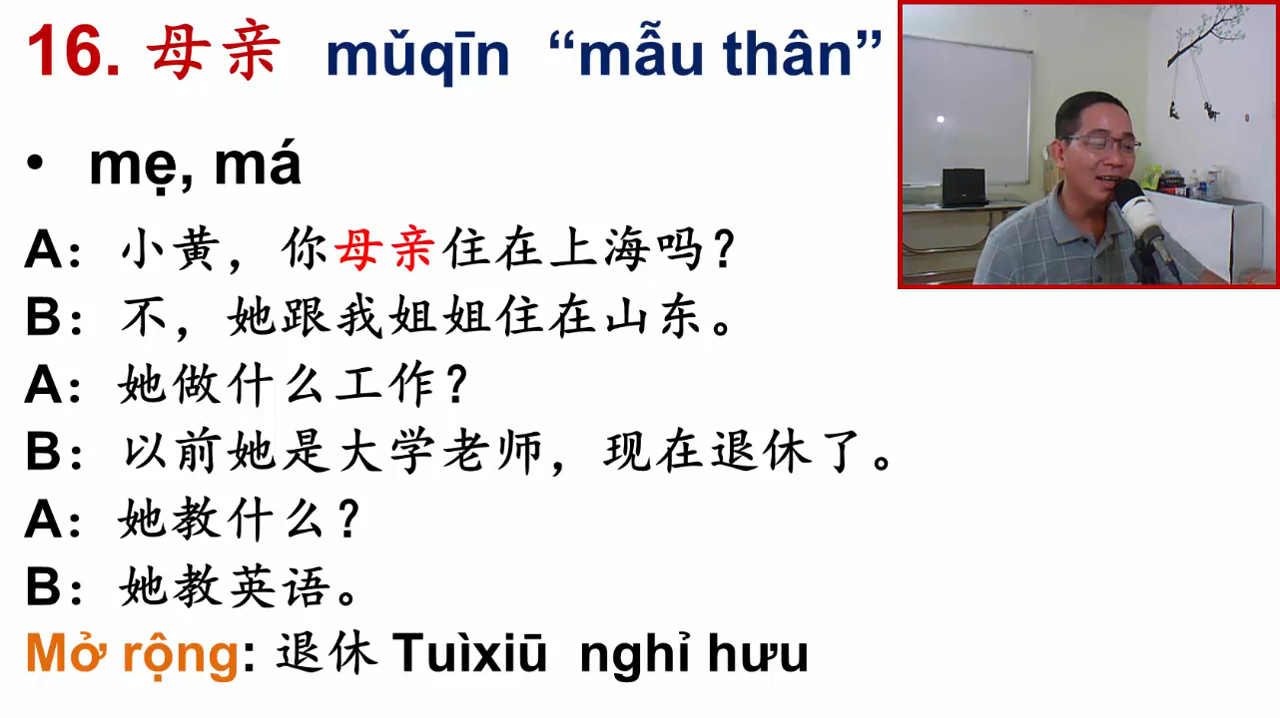 16. 母亲 mǔqīn “mẫu thân”
• mẹ, má
A：小黄，你母亲住在上海吗？
B：不，她跟我姐姐住在山东。
A：她做什么工作？
B：以前她是大学老师，现在退休了。
A：她教什么？
B：她教英语。
Mở rộng: 退休 Tuìxiū nghỉ hưu